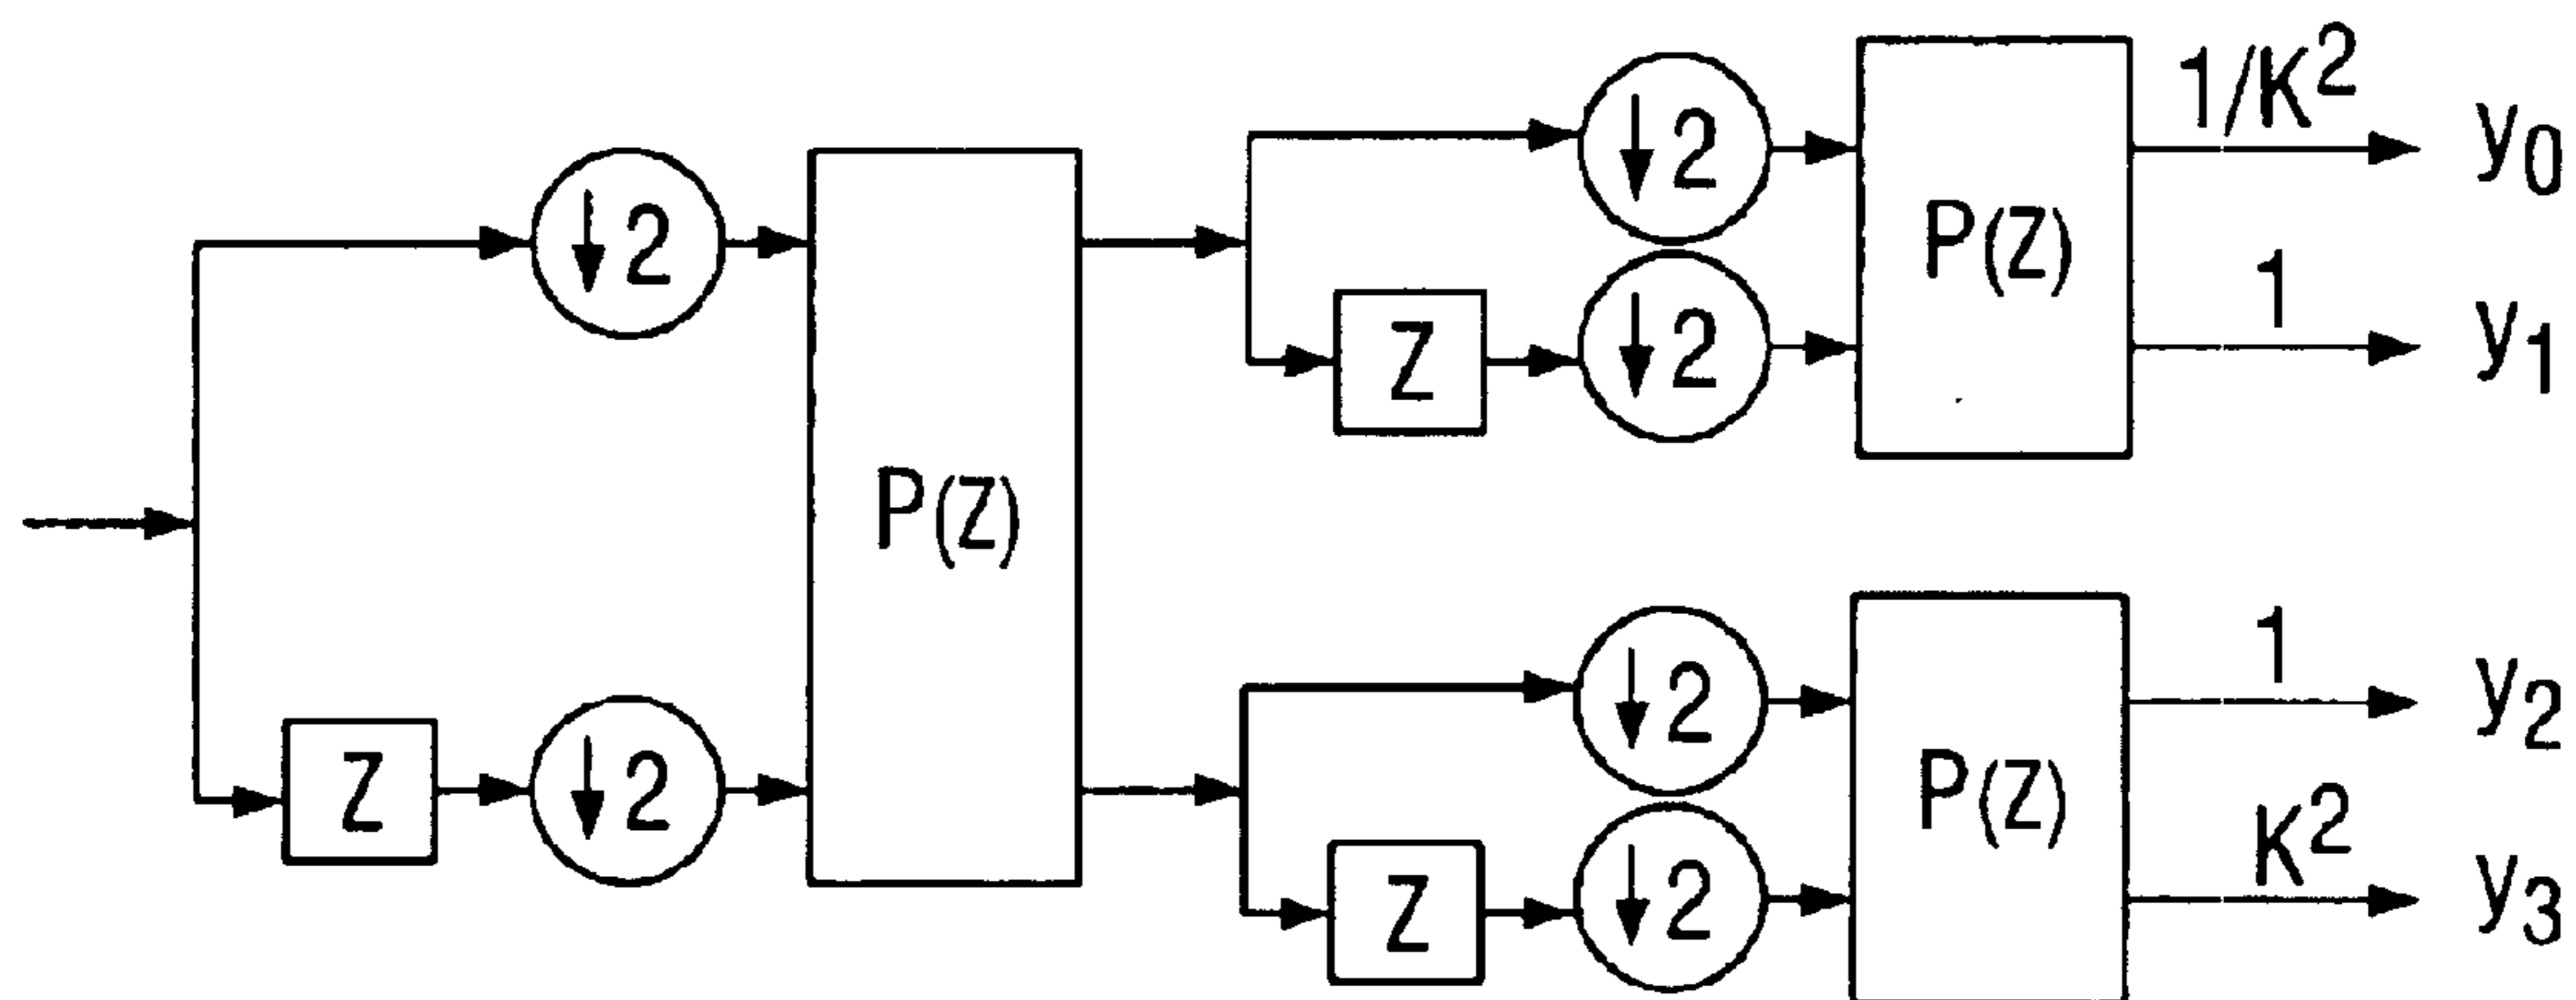 ↓2
P(Z)
Z
↓2
↓2
Z
↓2
P(Z)
1/K²
y₀
1
y₁
↓2
Z
↓2
P(Z)
1
y₂
K²
y₃